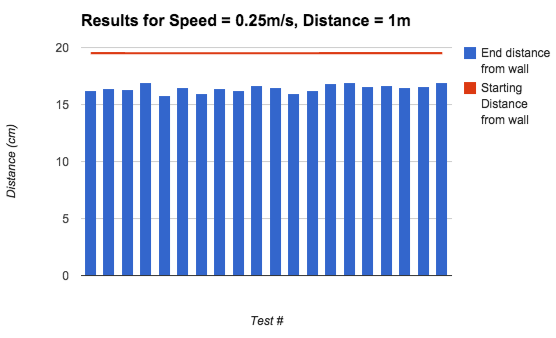 Results for Speed = 0.25m/s, Distance = 1m
20
15
10
5
0
Distance (cm)
Test #
End distance
from wall
Starting
Distance
from wall